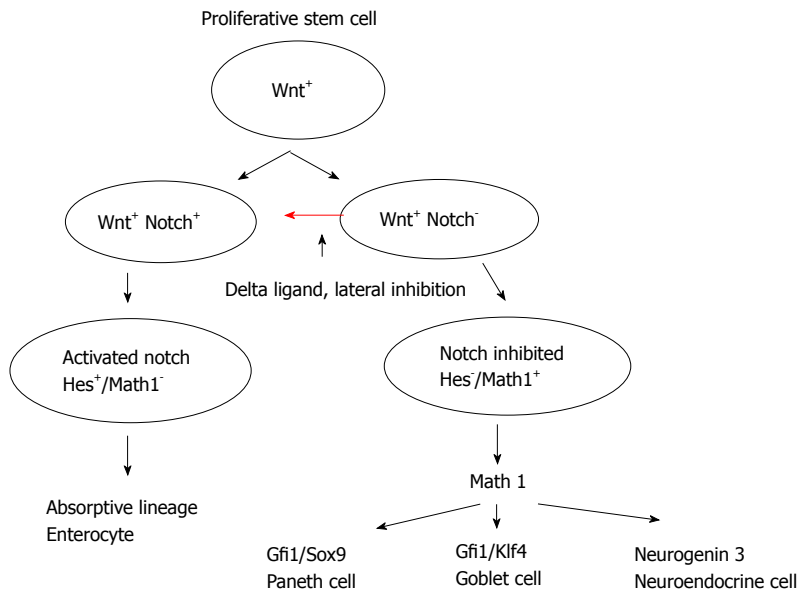 Proliferative stem cell
Wnt⁺
Wnt⁺ Notch⁺
Wnt⁺ Notch⁻
Delta ligand, lateral inhibition
Activated notch
Hes⁺/Math1⁻
Notch inhibited
Hes⁻/Math1⁺
Math 1
Absorptive lineage
Enterocyte
Gfi1/Sox9
Paneth cell
Gfi1/Klf4
Goblet cell
Neurogenin 3
Neuroendocrine cell